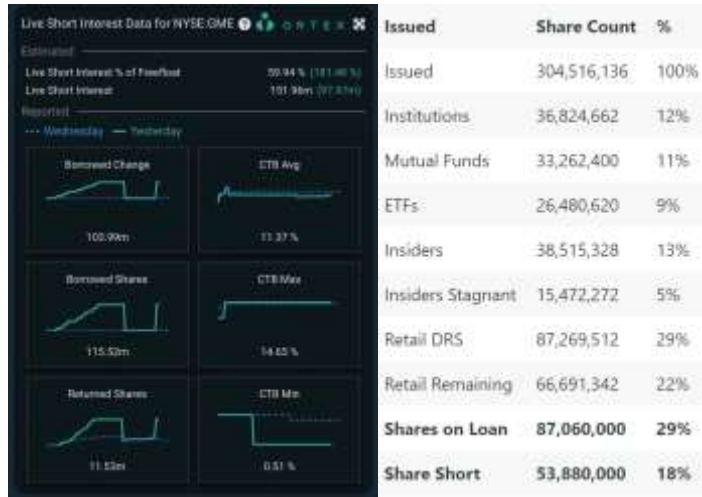 Live Short Interest Data for NYSE:GME
ORTEX
Estimated
Live Short Interest % of Freefloat 59.94 %
Live Short Interest
Reported
Wednesday Yesterday
Borrowed Change
CTB Avg
103.99m
11.37 %
Borrowed Shares
CTB Max
115.52m
14.65 %
Returned Shares
CTB Min
11.53m
0.51 %
Issued Share Count %
Issued 304,516,136 100%
Institutions 36,824,662 12%
Mutual Funds 33,262,400 11%
ETFs 26,480,620 9%
Insiders 38,515,328 13%
Insiders Stagnant 15,472,272 5%
Retail DRS 87,269,512 29%
Retail Remaining 66,691,342 22%
Shares on Loan 87,060,000 29%
Share Short 53,880,000 18%